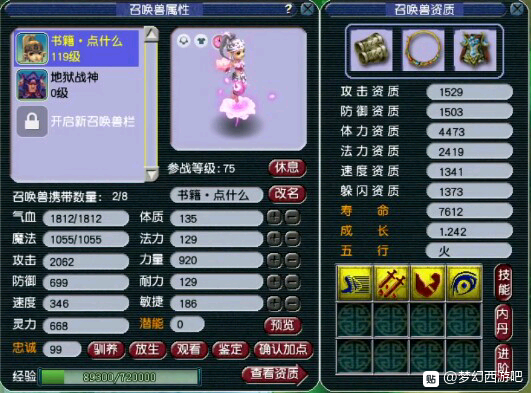 召唤兽属性
?
书籍·点什么
119级
地狱战神
0级
开启新召唤兽栏
参战等级:75
休息
召唤兽携带数量: 2/8
书籍·点什么
改名
气血 1812/1812 体质 135
魔法 1055/1055 法力 129
攻击 2062 力量 920
防御 699 耐力 129
速度 346 敏捷 186
灵力 668 潜能 0 预览
忠诚 99 驯养 放生 观看 鉴定 确认加点
经验 89300/720000 查看资质
召唤兽资质
攻击资质 1529
防御资质 1503
体力资质 4473
法力资质 2419
速度资质 1341
躲闪资质 1373
寿命 7612
成长 1.242
五行 火
技能
内丹
进阶
贴 @梦幻西游吧